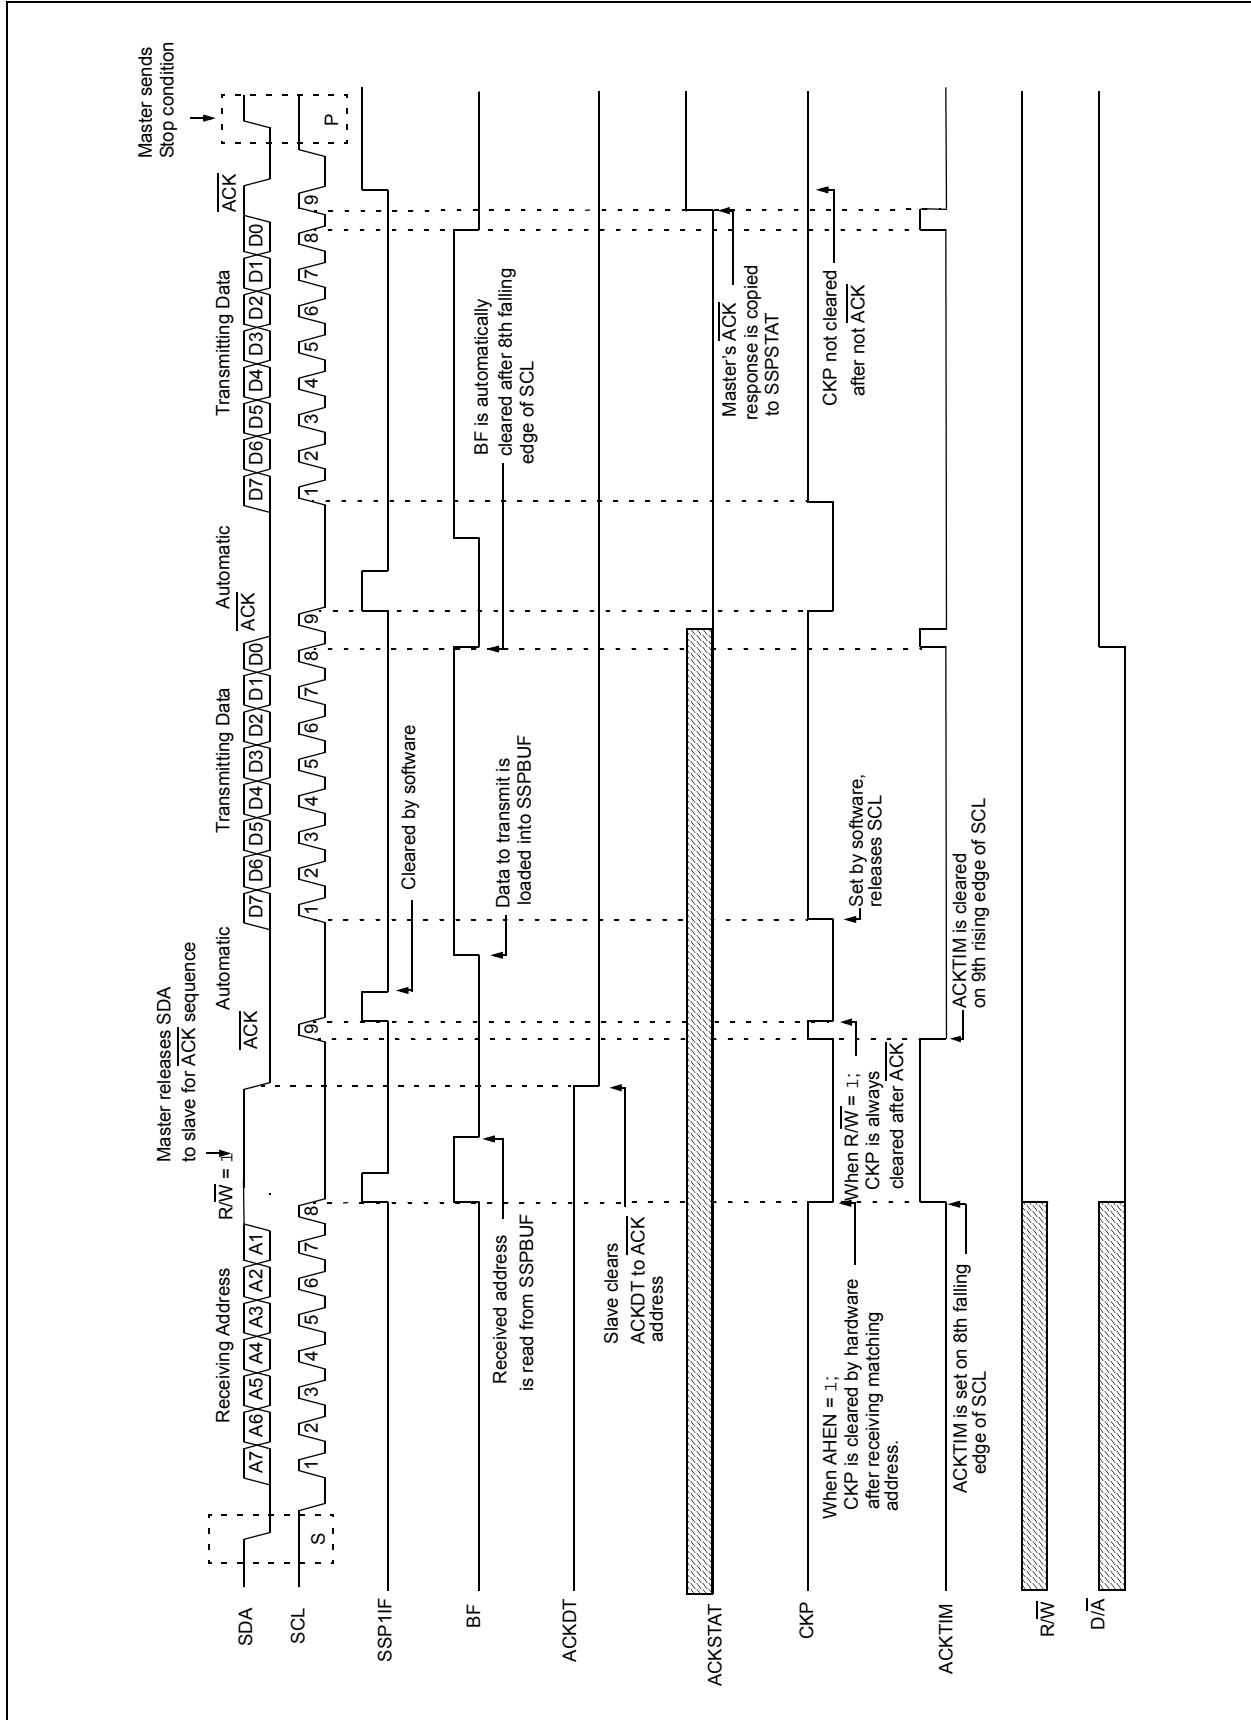 Master releases SDA
to slave for ACK sequence
Master sends
Stop condition
Receiving Address
R/W = 1
ACK
Automatic
Transmitting Data
ACK
Automatic
Transmitting Data
ACK
SDA
A7 A6 A5 A4 A3 A2 A1
D7 D6 D5 D4 D3 D2 D1 D0
D7 D6 D5 D4 D3 D2 D1 D0
SCL
S
1 2 3 4 5 6 7 8 9
1 2 3 4 5 6 7 8 9
1 2 3 4 5 6 7 8 9
P
SSP1IF
Cleared by software
BF
Received address
is read from SSPBUF
Data to transmit is
loaded into SSPBUF
BF is automatically
cleared after 8th falling
edge of SCL
ACKDT
Slave clears
ACKDT to ACK
address
ACKSTAT
Master's ACK
response is copied
to SSPSTAT
CKP
When AHEN = 1;
CKP is cleared by hardware
after receiving matching
address.
When R/W = 1;
CKP is always
cleared after ACK
Set by software,
releases SCL
CKP not cleared
after not ACK
ACKTIM
ACKTIM is set on 8th falling
edge of SCL
ACKTIM is cleared
on 9th rising edge of SCL
R/W
D/A